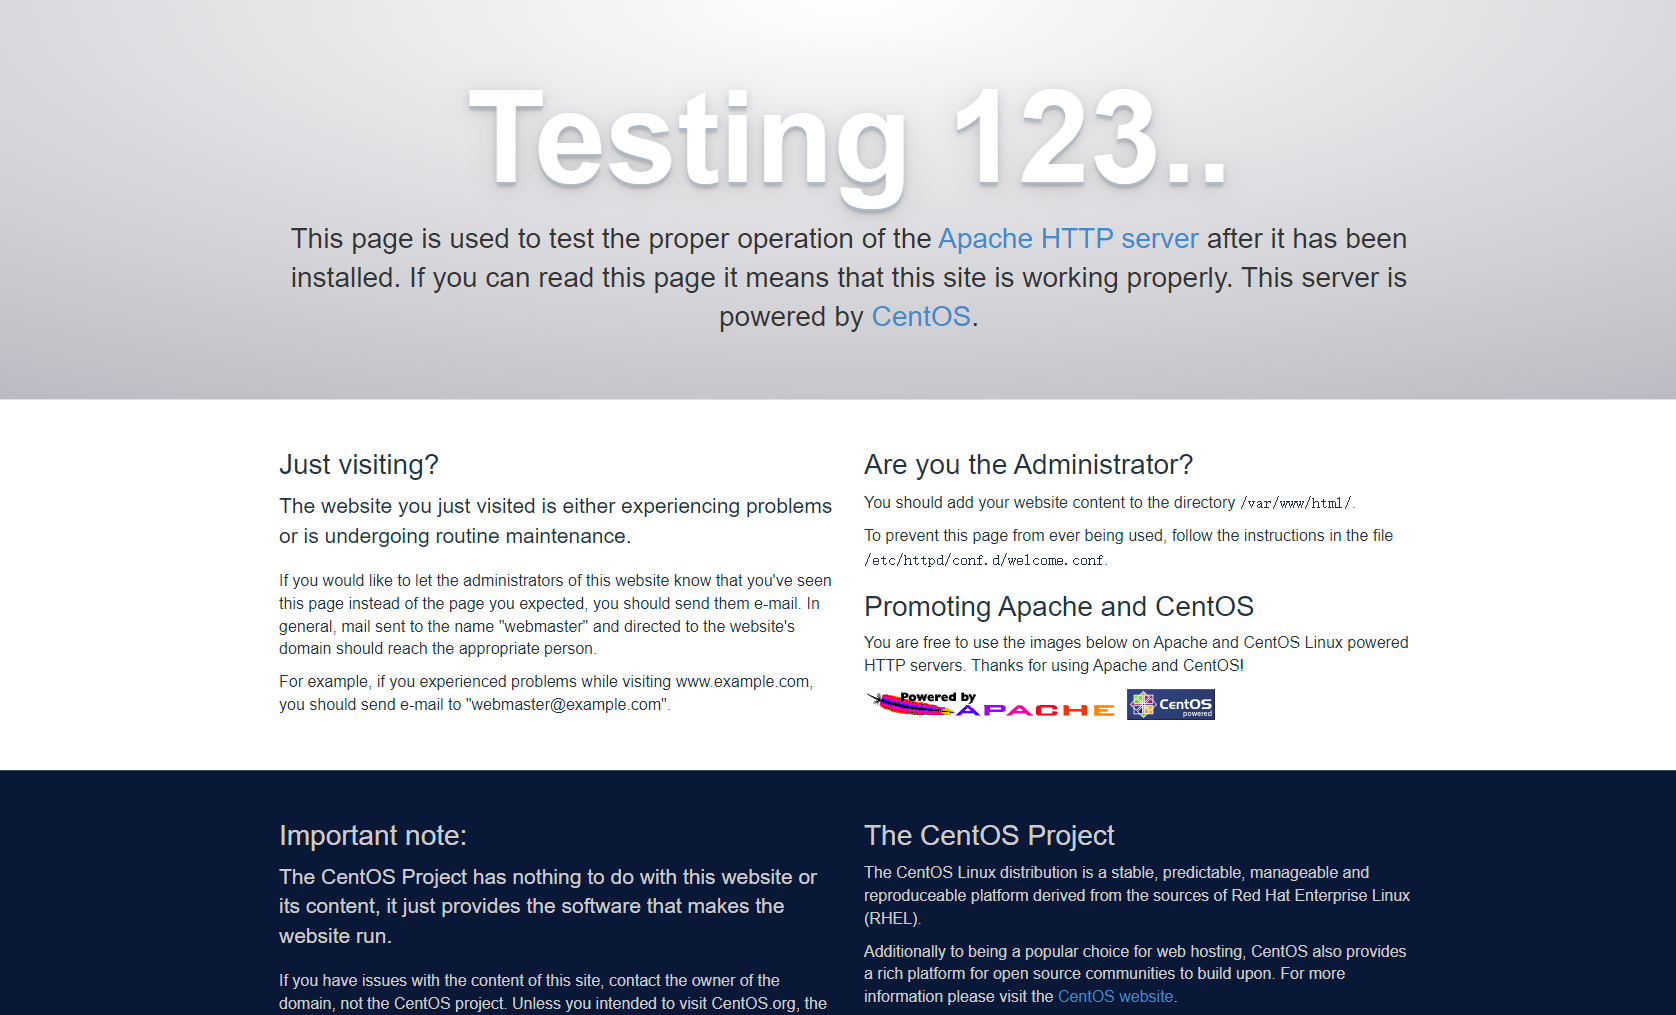 Testing 123..
This page is used to test the proper operation of the Apache HTTP server after it has been
installed. If you can read this page it means that this site is working properly. This server is
powered by CentOS.
Just visiting?
The website you just visited is either experiencing problems
or is undergoing routine maintenance.
If you would like to let the administrators of this website know that you've seen
this page instead of the page you expected, you should send them e-mail. In
general, mail sent to the name "webmaster" and directed to the website's
domain should reach the appropriate person.
For example, if you experienced problems while visiting www.example.com,
you should send e-mail to "webmaster@example.com".
Are you the Administrator?
You should add your website content to the directory /var/www/html/.
To prevent this page from ever being used, follow the instructions in the file
/etc/httpd/conf.d/welcome.conf.
Promoting Apache and CentOS
You are free to use the images below on Apache and CentOS Linux powered
HTTP servers. Thanks for using Apache and CentOS!
Powered by
APACHE
CentOS
powered
Important note:
The CentOS Project has nothing to do with this website or
its content, it just provides the software that makes the
website run.
If you have issues with the content of this site, contact the owner of the
domain, not the CentOS project. Unless you intended to visit CentOS.org, the
The CentOS Project
The CentOS Linux distribution is a stable, predictable, manageable and
reproduceable platform derived from the sources of Red Hat Enterprise Linux
(RHEL).
Additionally to being a popular choice for web hosting, CentOS also provides
a rich platform for open source communities to build upon. For more
information please visit the CentOS website.